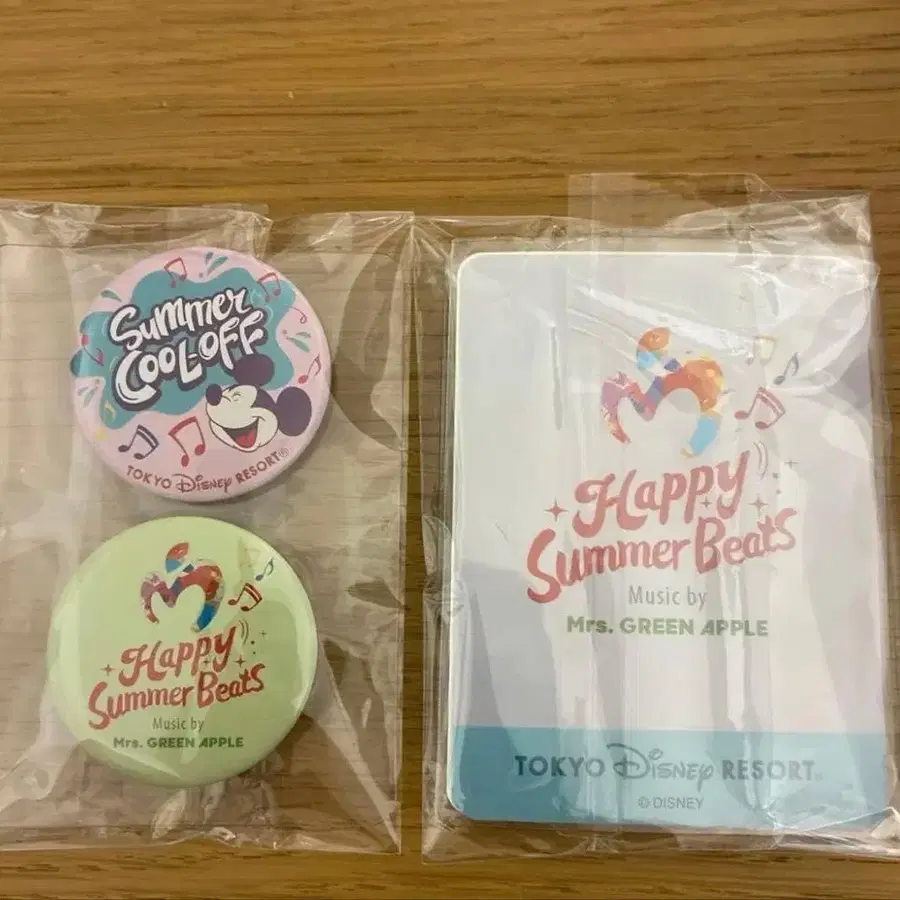 Summer
COOL-OFF
TOKYO DISNEY RESORT®
Happy
Summer Beats
Music by
Mrs. GREEN APPLE
Happy
Summer Beats
Music by
Mrs. GREEN APPLE
TOKYO DISNEY RESORT®
© DISNEY